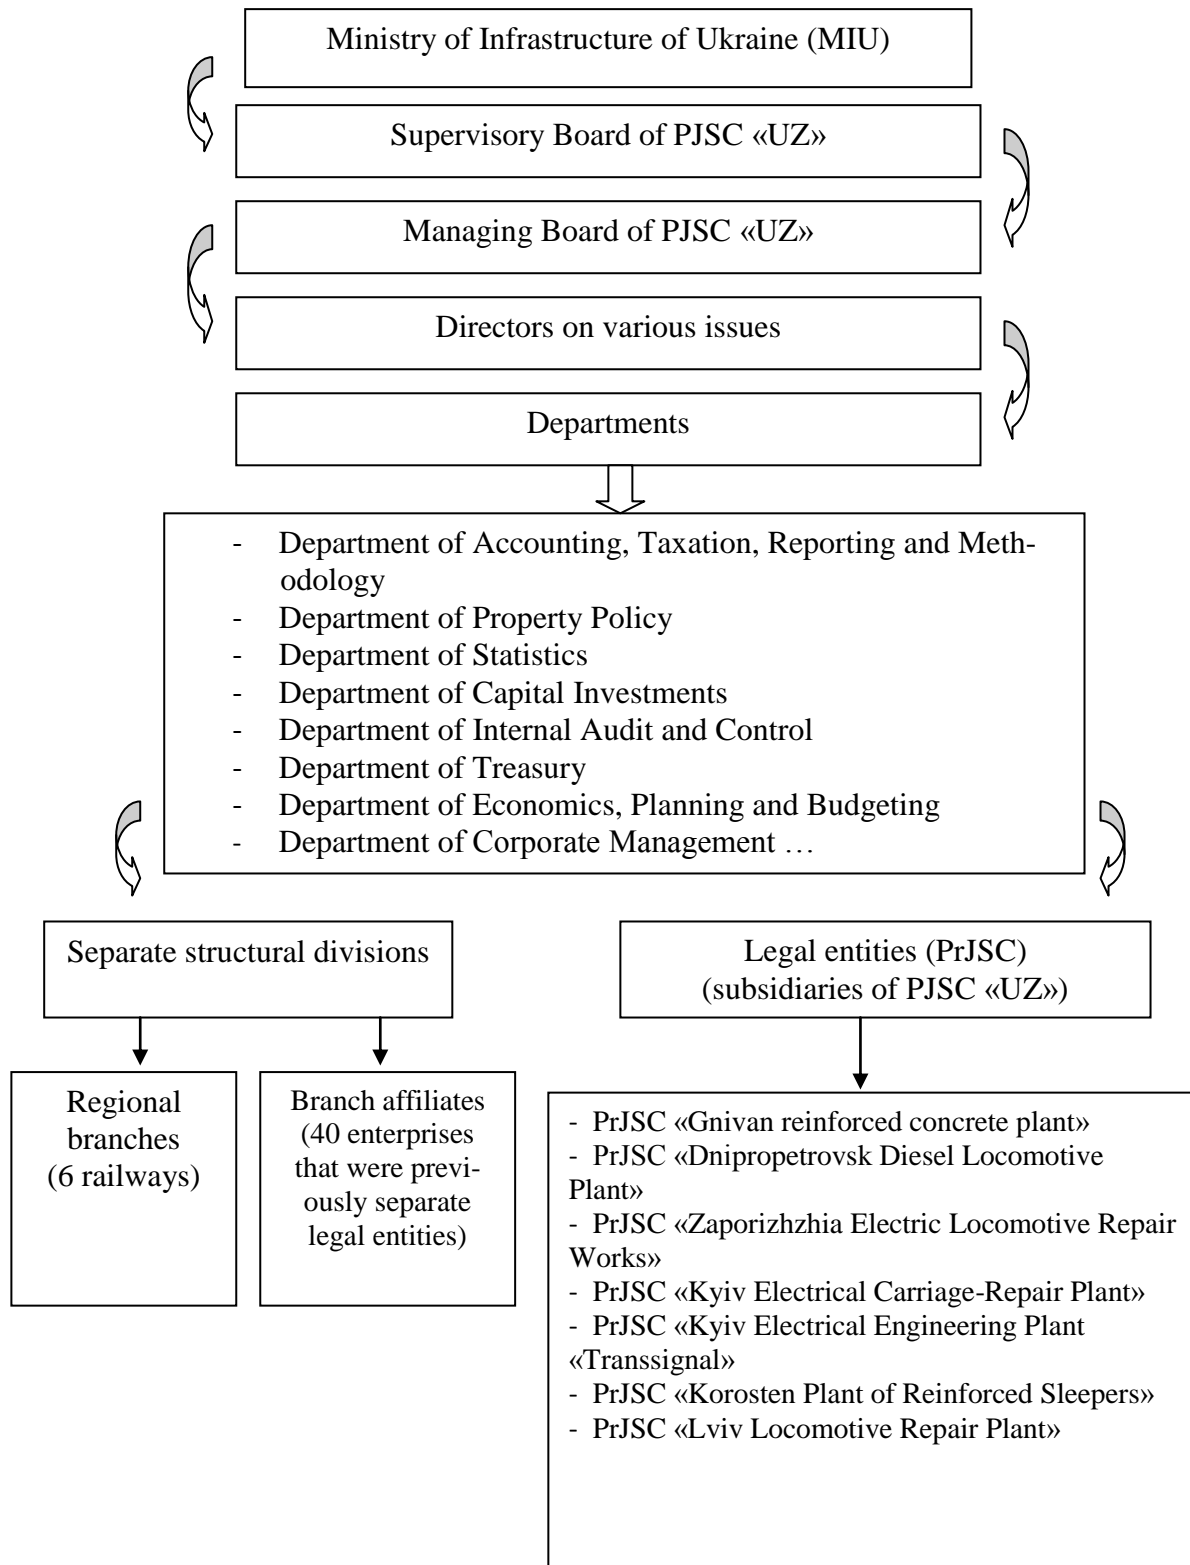 Ministry of Infrastructure of Ukraine (MIU)
Supervisory Board of PJSC «UZ»
Managing Board of PJSC «UZ»
Directors on various issues
Departments
- Department of Accounting, Taxation, Reporting and Meth-
odology
- Department of Property Policy
- Department of Statistics
- Department of Capital Investments
- Department of Internal Audit and Control
- Department of Treasury
- Department of Economics, Planning and Budgeting
- Department of Corporate Management …
Separate structural divisions
Legal entities (PrJSC)
(subsidiaries of PJSC «UZ»)
Regional
branches
(6 railways)
Branch affiliates
(40 enterprises
that were previ-
ously separate
legal entities)
- PrJSC «Gnivan reinforced concrete plant»
- PrJSC «Dnipropetrovsk Diesel Locomotive
Plant»
- PrJSC «Zaporizhzhia Electric Locomotive Repair
Works»
- PrJSC «Kyiv Electrical Carriage-Repair Plant»
- PrJSC «Kyiv Electrical Engineering Plant
«Transsignal»
- PrJSC «Korosten Plant of Reinforced Sleepers»
- PrJSC «Lviv Locomotive Repair Plant»